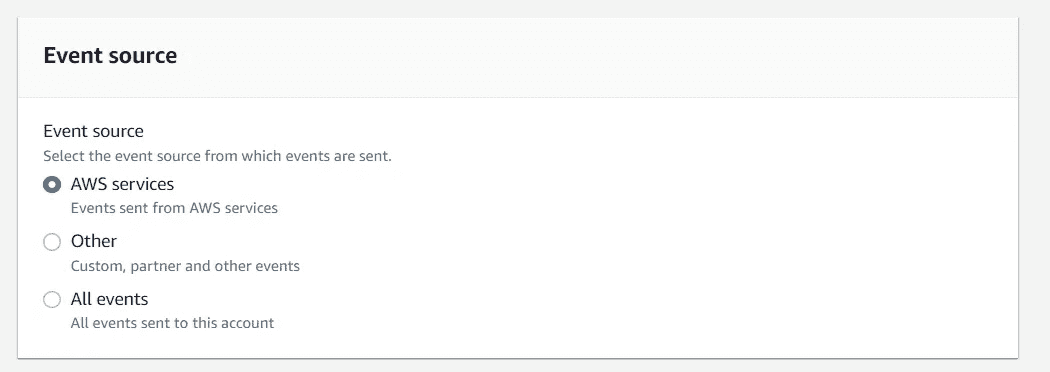 Event source
Event source
Select the event source from which events are sent.
AWS services
Events sent from AWS services
Other
Custom, partner and other events
All events
All events sent to this account